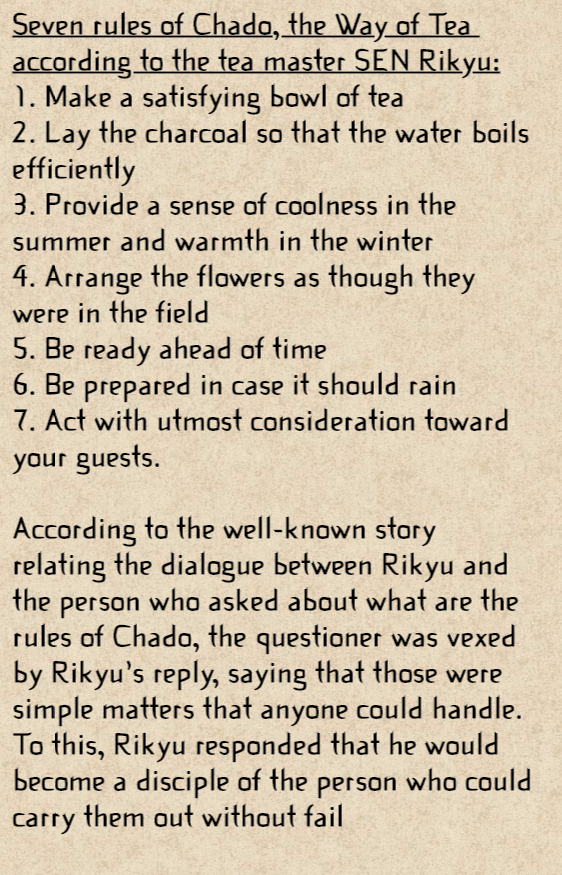 Seven rules of Chado, the Way of Tea
according to the tea master SEN Rikyu:
1. Make a satisfying bowl of tea
2. Lay the charcoal so that the water boils
efficiently
3. Provide a sense of coolness in the
summer and warmth in the winter
4. Arrange the flowers as though they
were in the field
5. Be ready ahead of time
6. Be prepared in case it should rain
7. Act with utmost consideration toward
your guests.

According to the well-known story
relating the dialogue between Rikyu and
the person who asked about what are the
rules of Chado, the questioner was vexed
by Rikyu's reply, saying that those were
simple matters that anyone could handle.
To this, Rikyu responded that he would
become a disciple of the person who could
carry them out without fail